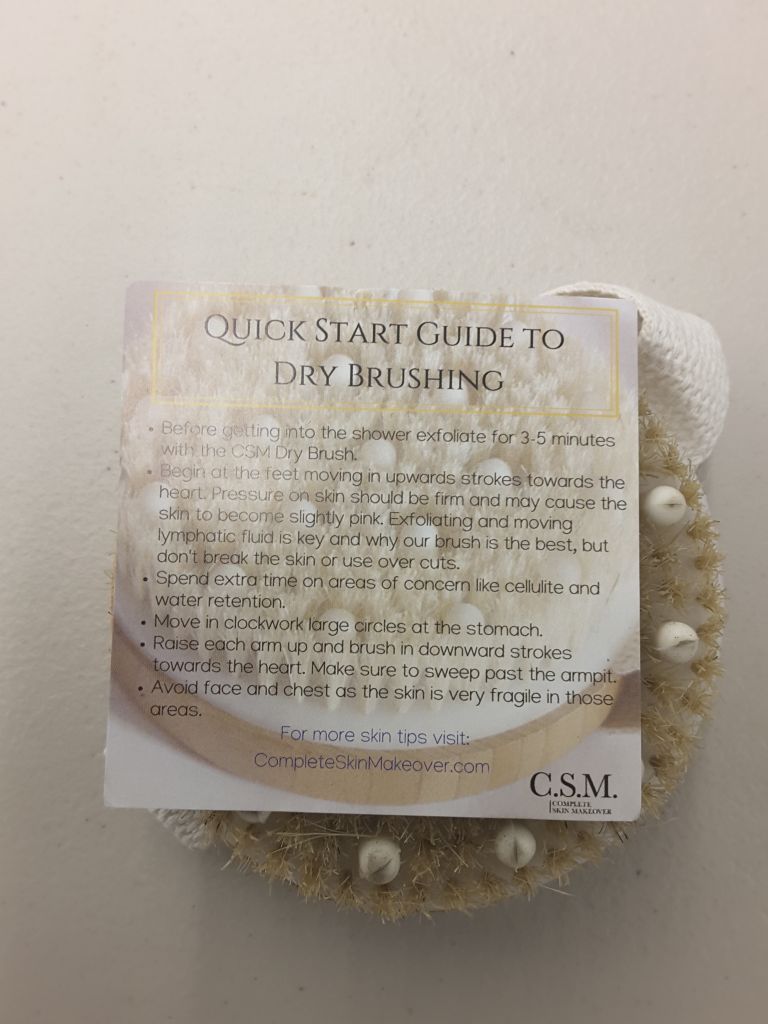 QUICK START GUIDE TO
DRY BRUSHING
• Before getting into the shower exfoliate for 3-5 minutes
with the CSM Dry Brush.
• Begin at the feet moving in upwards strokes towards the
heart. Pressure on skin should be firm and may cause the
skin to become slightly pink. Exfoliating and moving
lymphatic fluid is key and why our brush is the best, but
don't break the skin or use over cuts.
• Spend extra time on areas of concern like cellulite and
water retention.
• Move in clockwork large circles at the stomach.
• Raise each arm up and brush in downward strokes
towards the heart. Make sure to sweep past the armpit.
• Avoid face and chest as the skin is very fragile in those
areas.
For more skin tips visit:
CompleteSkinMakeover.com
C.S.M.
COMPLETE
SKIN MAKEOVER